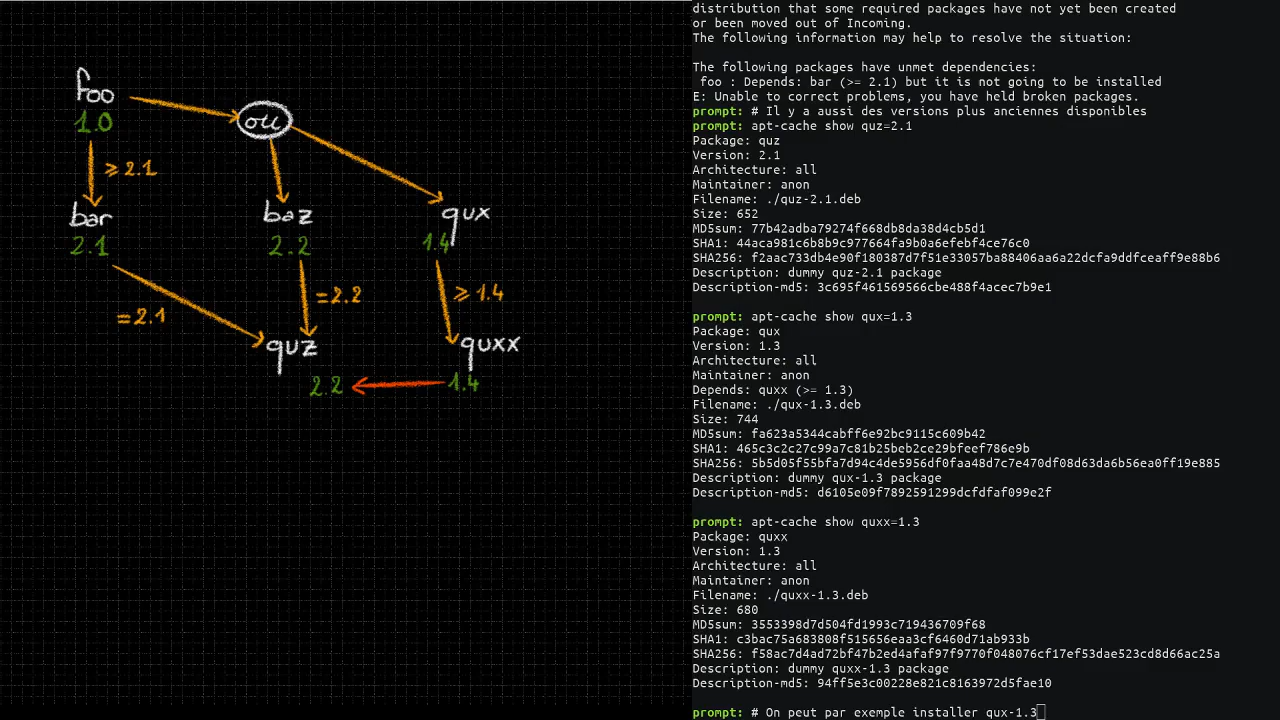 foo
1.0
ou
≥ 2.1
bar
baz
qux
2.1
2.2
1.4
= 2.2
≥ 1.4
= 2.1
quz
quxx
2.2
1.4
distribution that some required packages have not yet been created
or been moved out of Incoming.
The following information may help to resolve the situation:
The following packages have unmet dependencies:
foo : Depends: bar (>= 2.1) but it is not going to be installed
E: Unable to correct problems, you have held broken packages.
prompt: # Il y a aussi des versions plus anciennes disponibles
prompt: apt-cache show quz=2.1
Package: quz
Version: 2.1
Architecture: all
Maintainer: anon
Filename: ./quz-2.1.deb
Size: 652
MD5sum: 77b42adba79274f668db8da38d4cb5d1
SHA1: 44aca981c6b8b9c977664fa9b0a6efebf4ce76c0
SHA256: f2aac733db4e90f180387d7f51e33057ba88406aa6a22dcfa9ddfceaff9e88b6
Description: dummy quz-2.1 package
Description-md5: 3c695f461569566cbe488f4acec7b9e1
prompt: apt-cache show qux=1.3
Package: qux
Version: 1.3
Architecture: all
Maintainer: anon
Depends: quxx (>= 1.3)
Filename: ./qux-1.3.deb
Size: 744
MD5sum: fa623a5344cabff6e92bc9115c609b42
SHA1: 465c3c2c27c99a7c81b25beb2ce29bfeef786e9b
SHA256: 5b5d05f55bfa7d94c4de5956df0faa48d7c7e470df08d63da6b56ea0ff19e885
Description: dummy qux-1.3 package
Description-md5: d6105e09f7892591299dcfdfaf099e2f
prompt: apt-cache show quxx=1.3
Package: quxx
Version: 1.3
Architecture: all
Maintainer: anon
Filename: ./quxx-1.3.deb
Size: 680
MD5sum: 3553398d7d504fd1993c719436709f68
SHA1: c3bac75a683808f515656eaa3cf6460d71ab933b
SHA256: f58ac7d4ad72bf47b2ed4afaf97f9770f048076cf17ef53dae523cd8d66ac25a
Description: dummy quxx-1.3 package
Description-md5: 94ff5e3c00228e821c8163972d5fae10
prompt: # On peut par exemple installer qux-1.3